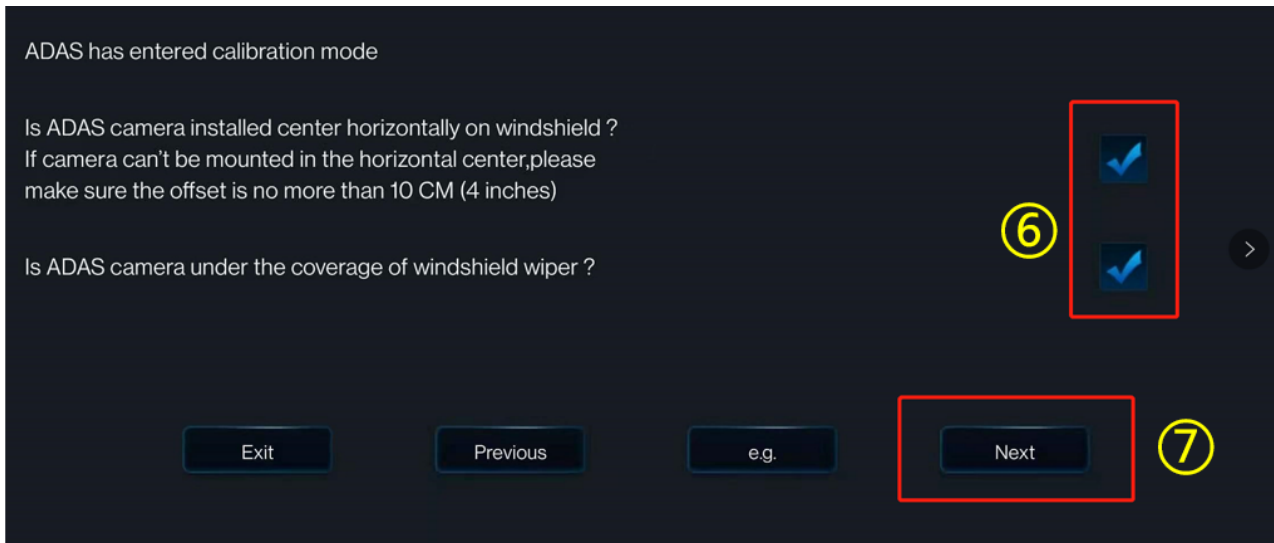 ADAS has entered calibration mode
Is ADAS camera installed center horizontally on windshield ?
If camera can't be mounted in the horizontal center,please
make sure the offset is no more than 10 CM (4 inches)
⑥
Is ADAS camera under the coverage of windshield wiper ?
Exit Previous e.g. Next ⑦